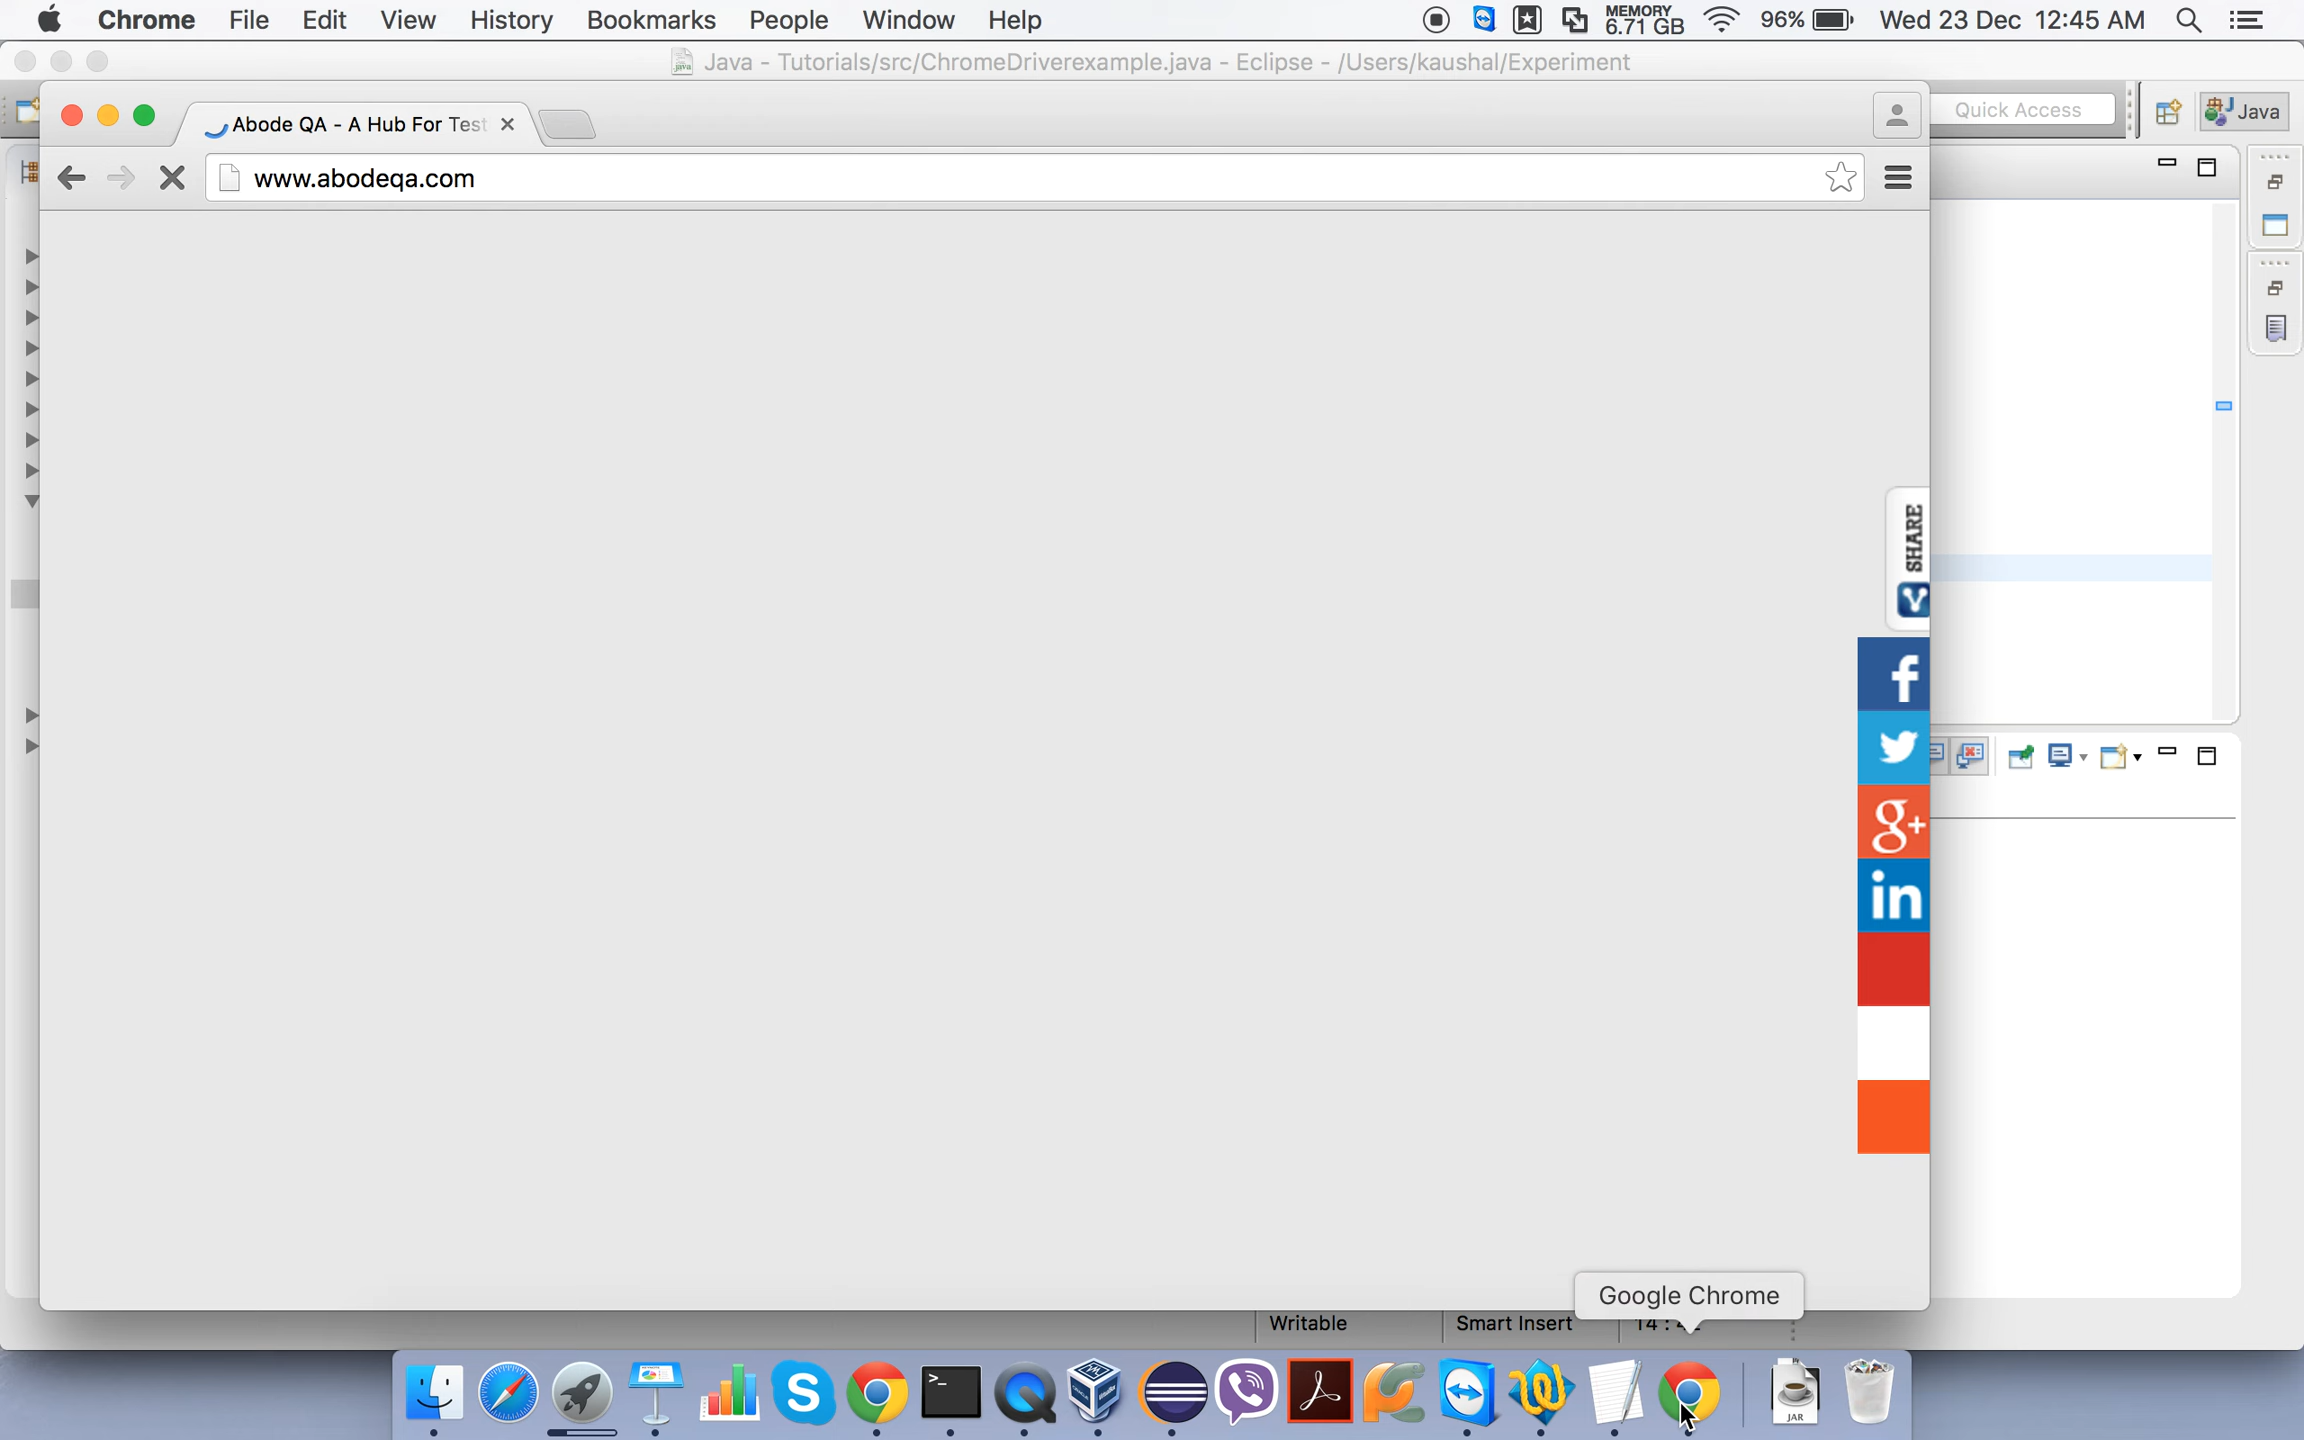 Chrome File Edit View History Bookmarks People Window Help MEMORY 6.71 GB 96% Wed 23 Dec 12:45 AM
Java - Tutorials/src/ChromeDriverexample.java - Eclipse - /Users/kaushal/Experiment
Abode QA - A Hub For Test
Quick Access Java
www.abodeqa.com
SHARE
f
g+
in
Google Chrome
Writable Smart Insert
S
JAR